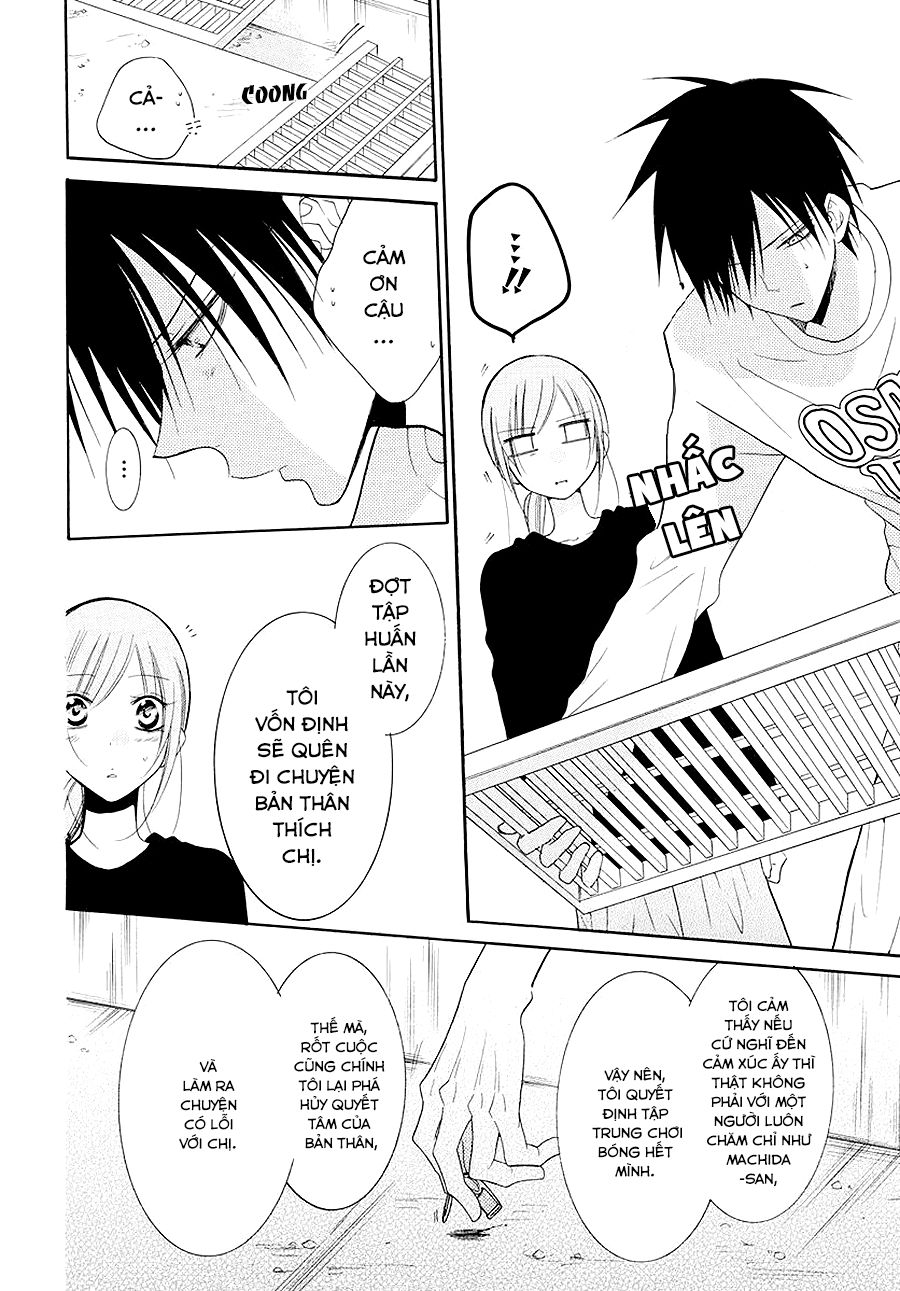 ...!!
OSA
NHẤC
LÊN
COONG
CẢ-
...
CẢM
ƠN
CẬU
...
...
ĐỢT
TẬP
HUẤN
LẦN
NÀY,
TÔI
VỐN ĐỊNH
SẼ QUÊN
ĐI CHUYỆN
BẢN THÂN
THÍCH
CHỊ.
TÔI CẢM
THẤY NẾU
CỨ NGHĨ ĐẾN
CẢM XÚC ẤY THÌ
THẬT KHÔNG
PHẢI VỚI MỘT
NGƯỜI LUÔN
CHĂM CHỈ NHƯ
MACHIDA
-SAN,
VẬY NÊN,
TÔI QUYẾT
ĐỊNH TẬP
TRUNG CHƠI
BÓNG HẾT
MÌNH.
THẾ MÀ,
RỐT CUỘC
CŨNG CHÍNH
TÔI LẠI PHÁ
HỦY QUYẾT
TÂM CỦA
BẢN THÂN,
VÀ
LÀM RA
CHUYỆN
CÓ LỖI
VỚI CHỊ.